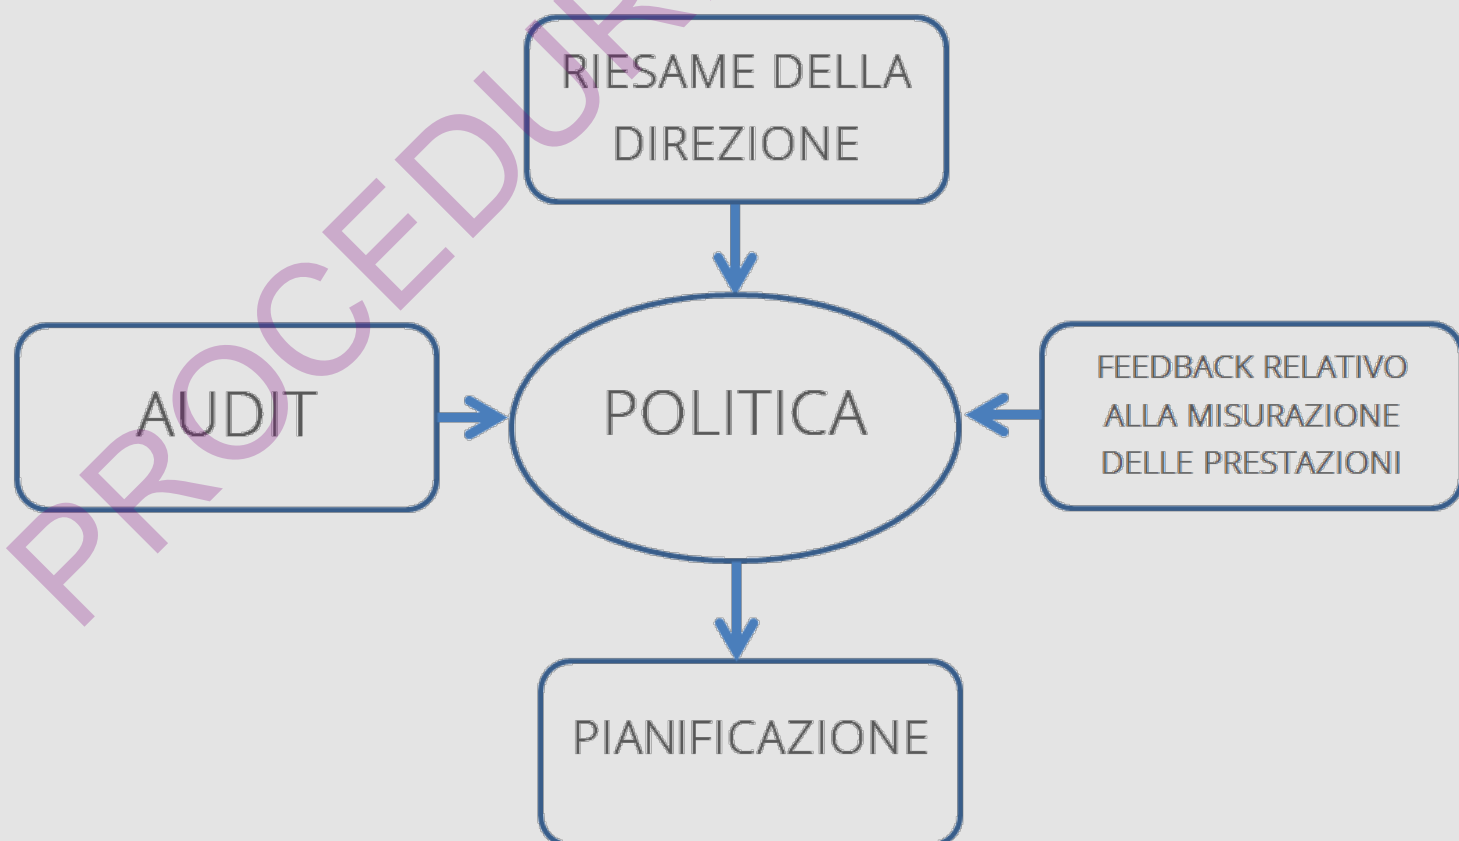 RIESAME DELLA
DIREZIONE
AUDIT
POLITICA
FEEDBACK RELATIVO
ALLA MISURAZIONE
DELLE PRESTAZIONI
PIANIFICAZIONE